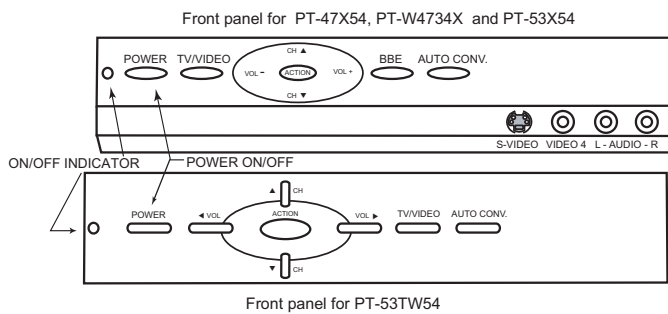 Front panel for PT-47X54, PT-W4734X and PT-53X54
POWER TV/VIDEO CH ▲ VOL - ACTION VOL + CH ▼ BBE AUTO CONV.
S-VIDEO VIDEO 4 L - AUDIO - R
ON/OFF INDICATOR POWER ON/OFF
POWER ◀ VOL ▲ CH ACTION ▼ CH VOL ▶ TV/VIDEO AUTO CONV.
Front panel for PT-53TW54